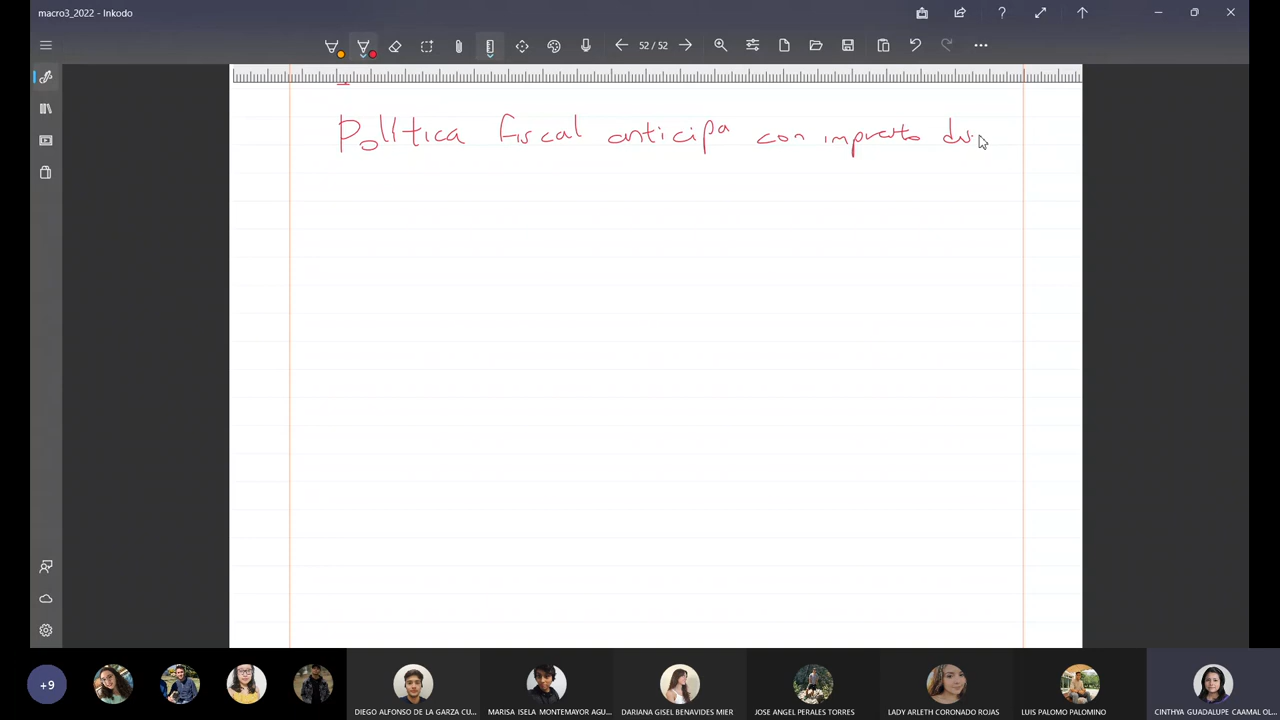 macro3_2022 - Inkodo
52 / 52
Política fiscal anticipa con impuesto
+9
DIEGO ALFONSO DE LA GARZA CU...
MARISA ISELA MONTEMAYOR AGU...
DARIANA GISEL BENAVIDES MIER
JOSE ANGEL PERALES TORRES
LADY ARLETH CORONADO ROJAS
LUIS PALOMO PALOMINO
CINTHYA GUADALUPE CAAMAL OL...